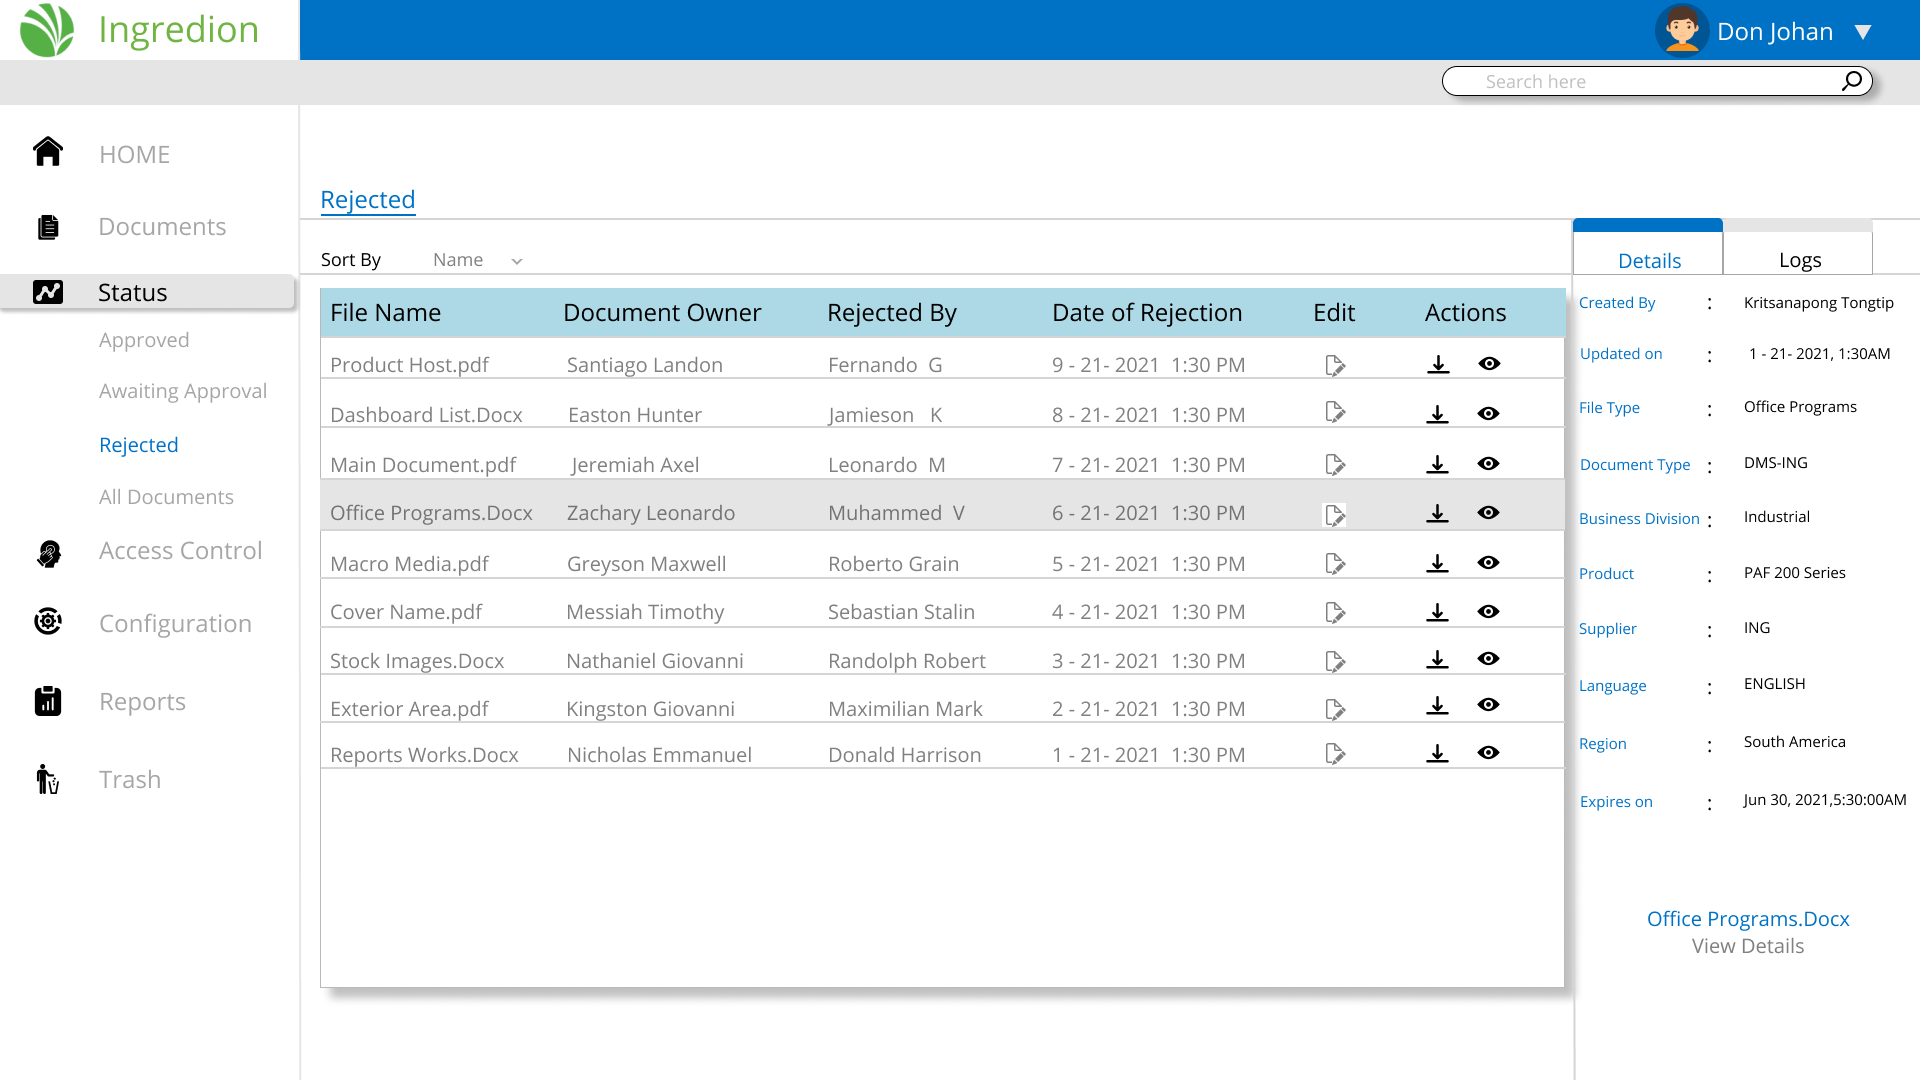 Ingredion
Don Johan
Search here
HOME
Documents
Status
Approved
Awaiting Approval
Rejected
All Documents
Access Control
Configuration
Reports
Trash
Rejected
Sort By Name
File Name Document Owner Rejected By Date of Rejection Edit Actions
Product Host.pdf Santiago Landon Fernando G 9 - 21- 2021 1:30 PM
Dashboard List.Docx Easton Hunter Jamieson K 8 - 21- 2021 1:30 PM
Main Document.pdf Jeremiah Axel Leonardo M 7 - 21- 2021 1:30 PM
Office Programs.Docx Zachary Leonardo Muhammed V 6 - 21- 2021 1:30 PM
Macro Media.pdf Greyson Maxwell Roberto Grain 5 - 21- 2021 1:30 PM
Cover Name.pdf Messiah Timothy Sebastian Stalin 4 - 21- 2021 1:30 PM
Stock Images.Docx Nathaniel Giovanni Randolph Robert 3 - 21- 2021 1:30 PM
Exterior Area.pdf Kingston Giovanni Maximilian Mark 2 - 21- 2021 1:30 PM
Reports Works.Docx Nicholas Emmanuel Donald Harrison 1 - 21- 2021 1:30 PM
Details Logs
Created By : Kritsanapong Tongtip
Updated on : 1 - 21- 2021, 1:30AM
File Type : Office Programs
Document Type : DMS-ING
Business Division : Industrial
Product : PAF 200 Series
Supplier : ING
Language : ENGLISH
Region : South America
Expires on : Jun 30, 2021,5:30:00AM
Office Programs.Docx
View Details